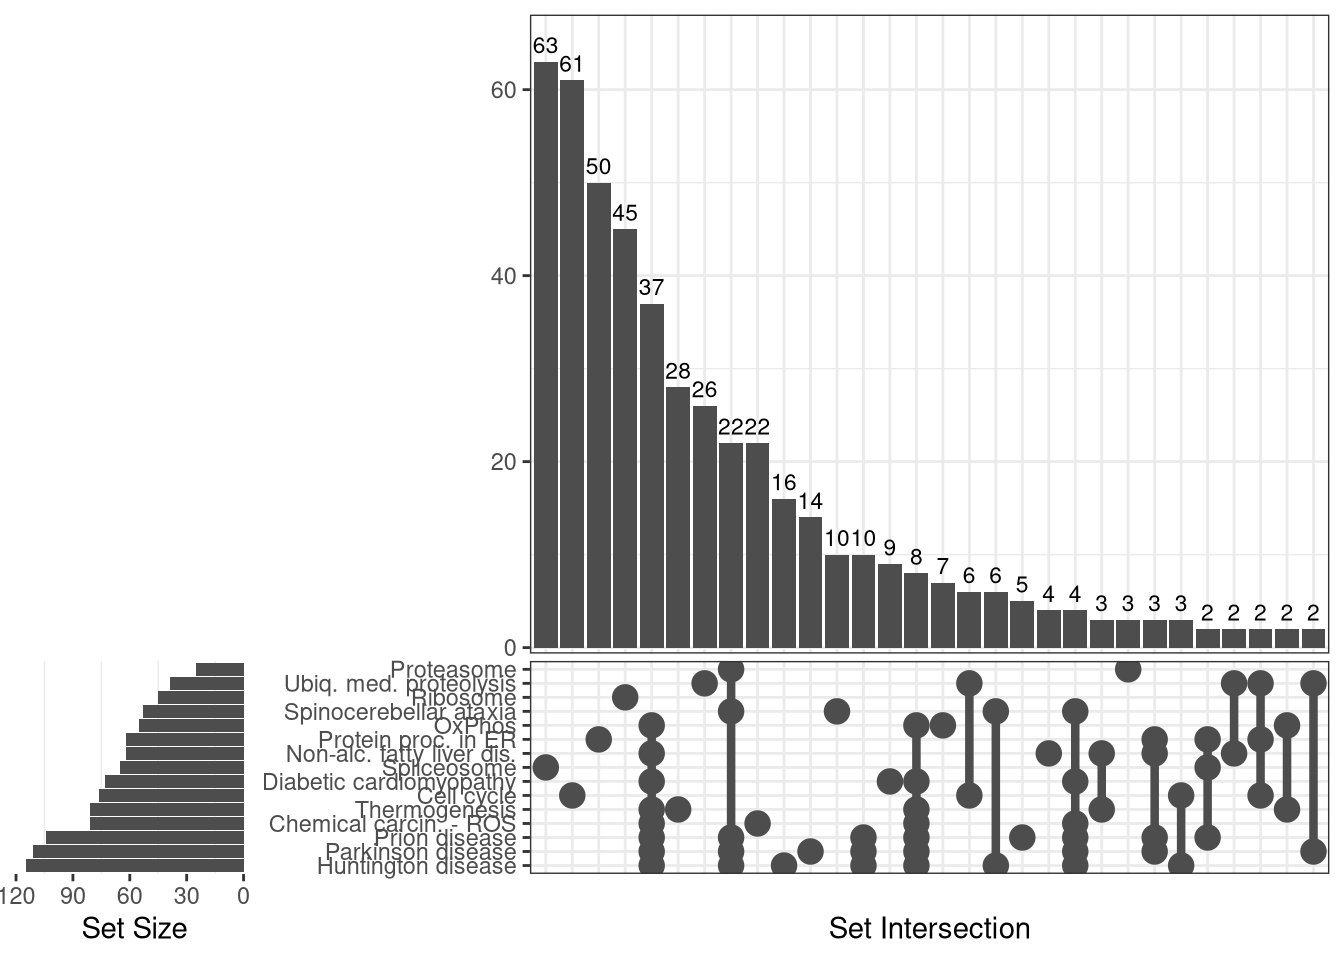 63
61
50
45
37
28
26
22 22
16
14
10 10
9
8
7
6 6
5
4 4
3 3 3 3
2 2 2 2 2
60
40
20
0
Proteasome
Ubiq. med. proteolysis
Ribosome
Spinocerebellar ataxia
OxPhos
Protein proc. in ER
Non-alc. fatty liver dis.
Spliceosome
Diabetic cardiomyopathy
Cell cycle
Thermogenesis
Chemical carcin. - ROS
Prion disease
Parkinson disease
Huntington disease
120 90 60 30 0
Set Size
Set Intersection